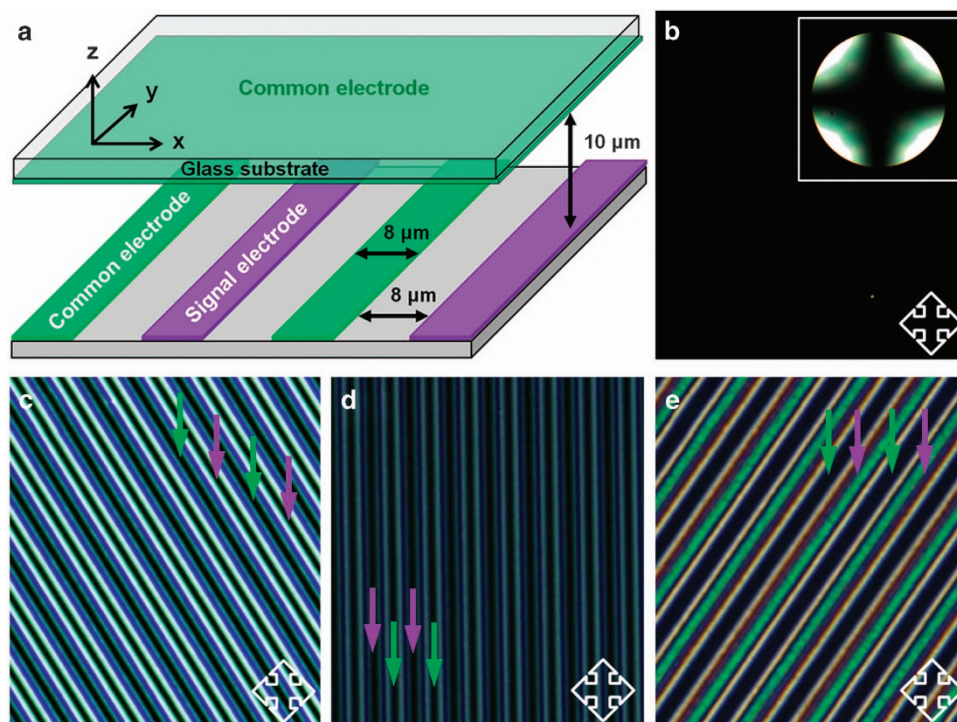 a
z
y
x
Common electrode
Glass substrate
10 µm
Common electrode
Signal electrode
8 µm
8 µm
b
c
d
e